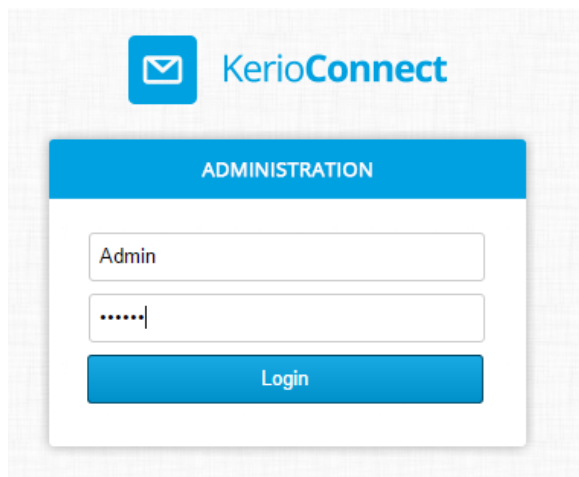 KerioConnect
ADMINISTRATION
Admin
••••••
Login